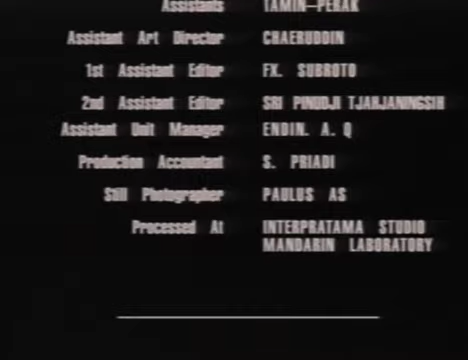 Assistants TAMIN–PERAK
Assistant Art Director CHAERUDDIN
1st Assistant Editor FX. SUBROTO
2nd Assistant Editor SRI PINUDJI TJAHJANINGSIH
Assistant Unit Manager ENDIN. A. Q
Production Accountant S. PRIADI
Still Photographer PAULUS AS
Processed At INTERPRATAMA STUDIO
MANDARIN LABORATORY